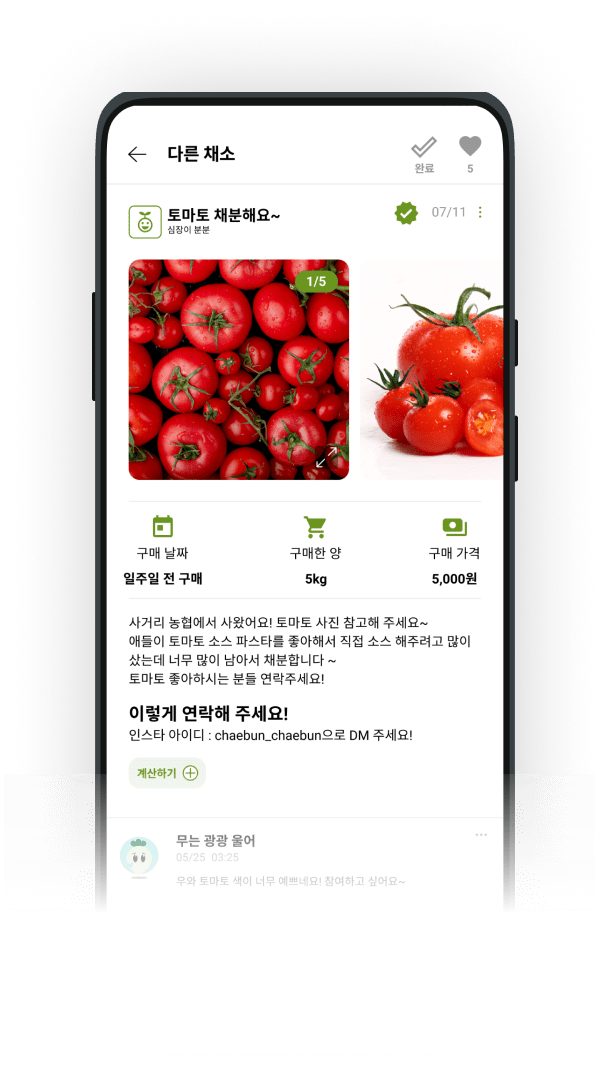 다른 채소
완료
5
토마토 채분해요~
심장이 분분
07/11
1/5
구매 날짜
구매한 양
구매 가격
일주일 전 구매
5kg
5,000원
사거리 농협에서 사왔어요! 토마토 사진 참고해 주세요~
애들이 토마토 소스 파스타를 좋아해서 직접 소스 해주려고 많이
샀는데 너무 많이 남아서 채분합니다 ~
토마토 좋아하시는 분들 연락주세요!
이렇게 연락해 주세요!
인스타 아이디 : chaebun_chaebun으로 DM 주세요!
계산하기
무는 광광 울어
05/25 03:25
무와 토마토 색이 너무 예쁘네요! 참여하고 싶어요~